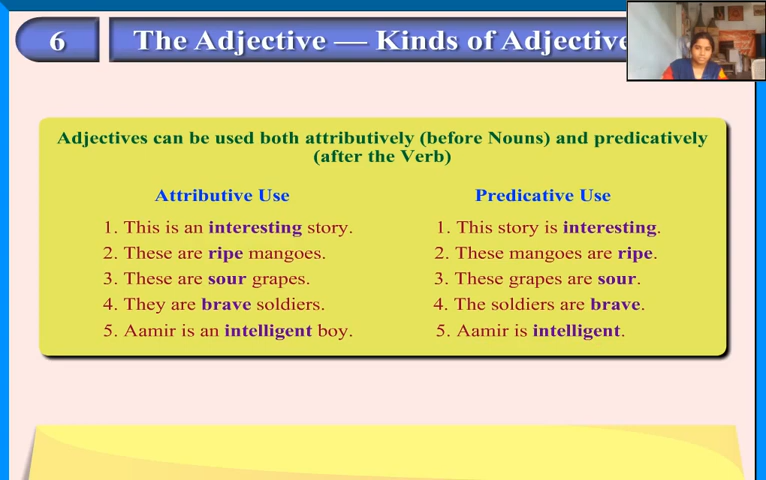 6
The Adjective — Kinds of Adjective
Adjectives can be used both attributively (before Nouns) and predicatively
(after the Verb)
Attributive Use
1. This is an interesting story.
2. These are ripe mangoes.
3. These are sour grapes.
4. They are brave soldiers.
5. Aamir is an intelligent boy.
Predicative Use
1. This story is interesting.
2. These mangoes are ripe.
3. These grapes are sour.
4. The soldiers are brave.
5. Aamir is intelligent.